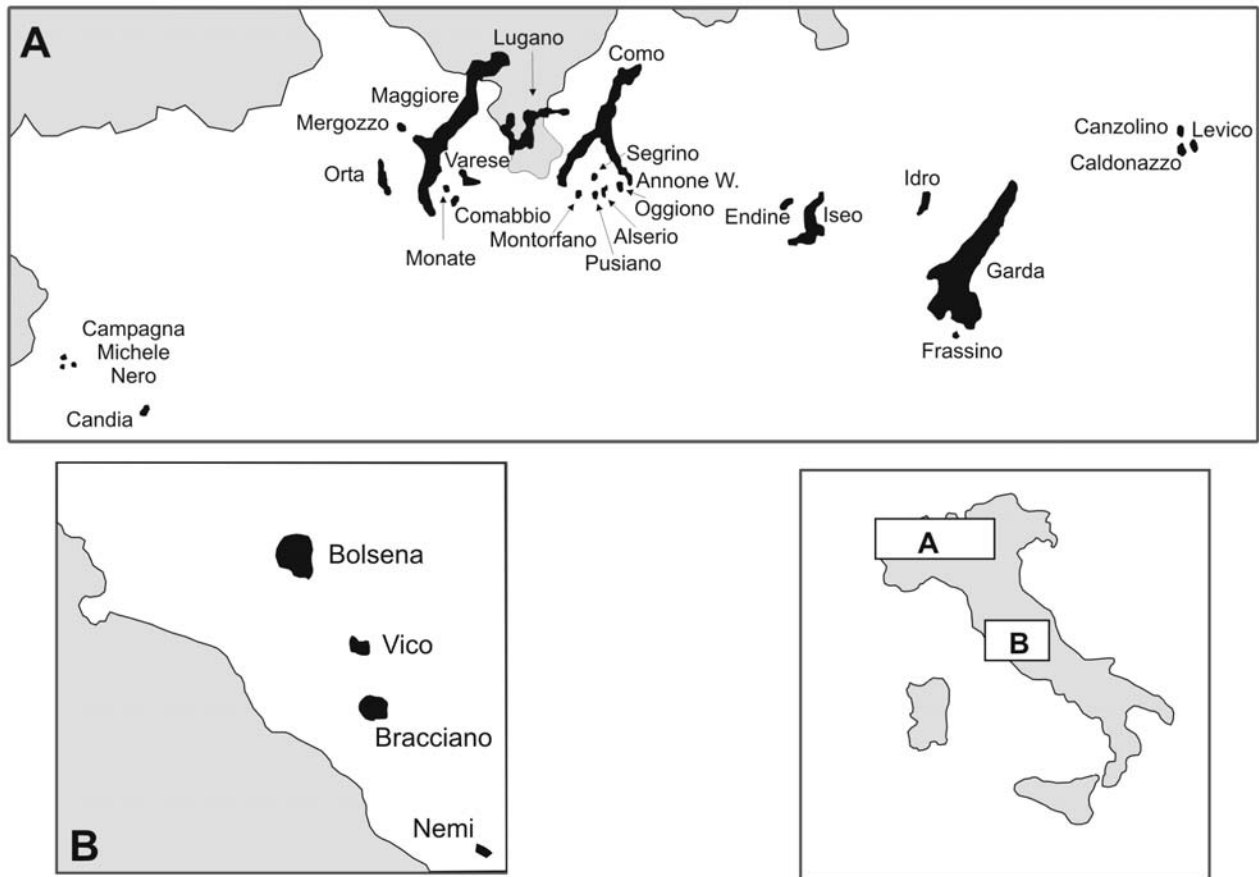 A
Lugano
Como
Maggiore
Mergozzo
Canzolino
Levico
Varese
Segrino
Caldonazzo
Orta
Annone W.
Idro
Comabbio
Oggiono
Endine
Iseo
Montorfano
Alserio
Monate
Pusiano
Garda
Campagna
Michele
Nero
Frassino
Candia
Bolsena
Vico
Bracciano
Nemi
B
A
B